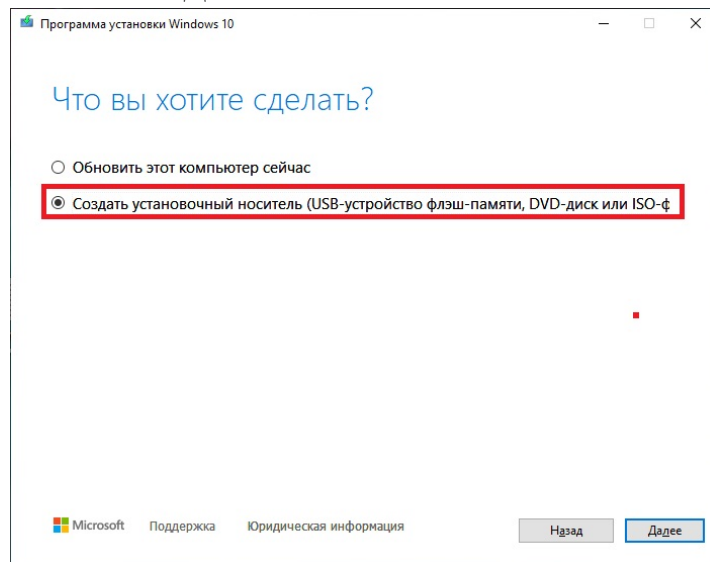 Программа установки Windows 10
Что вы хотите сделать?
Обновить этот компьютер сейчас
Создать установочный носитель (USB-устройство флэш-памяти, DVD-диск или ISO-ф
Microsoft Поддержка Юридическая информация Назад Далее